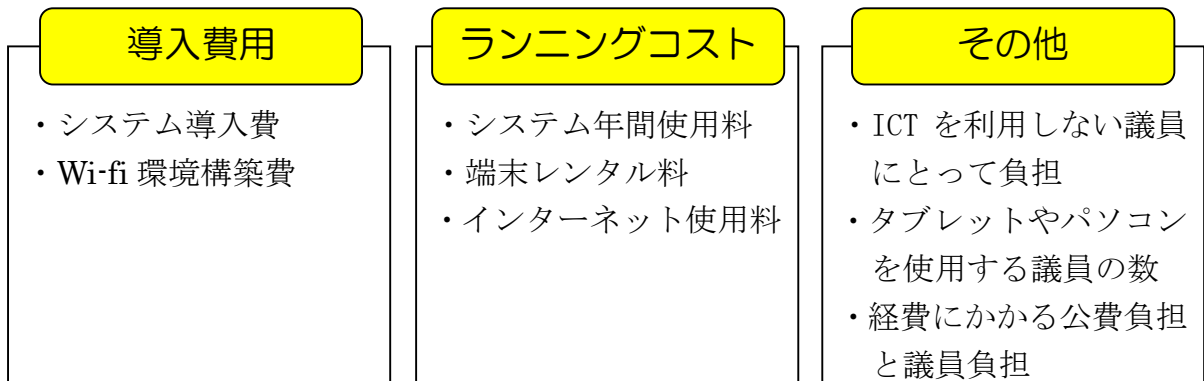 導入費用
・システム導入費
・Wi-fi 環境構築費
ランニングコスト
・システム年間使用料
・端末レンタル料
・インターネット使用料
その他
・ICT を利用しない議員
にとって負担
・タブレットやパソコン
を使用する議員の数
・経費にかかる公費負担
と議員負担